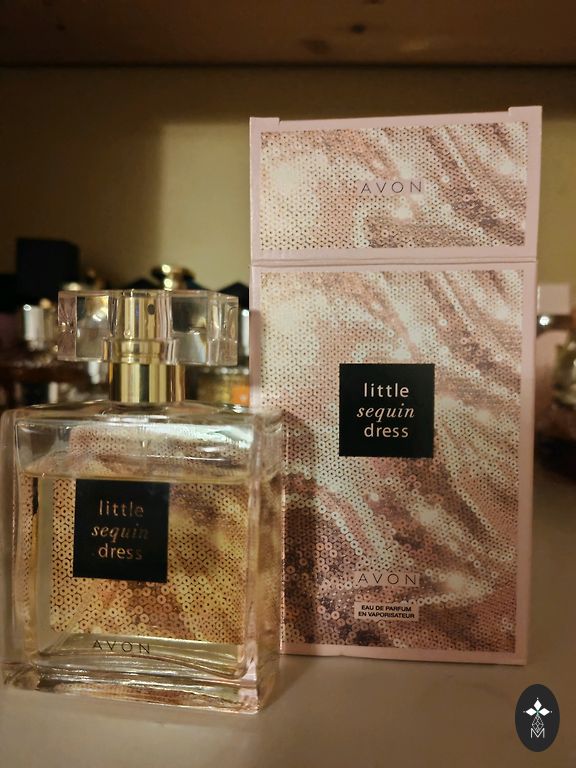 AVON
little
sequin
dress
AVON
EAU DE PARFUM
EN VAPORISATEUR
little
sequin
dress
AVON
M